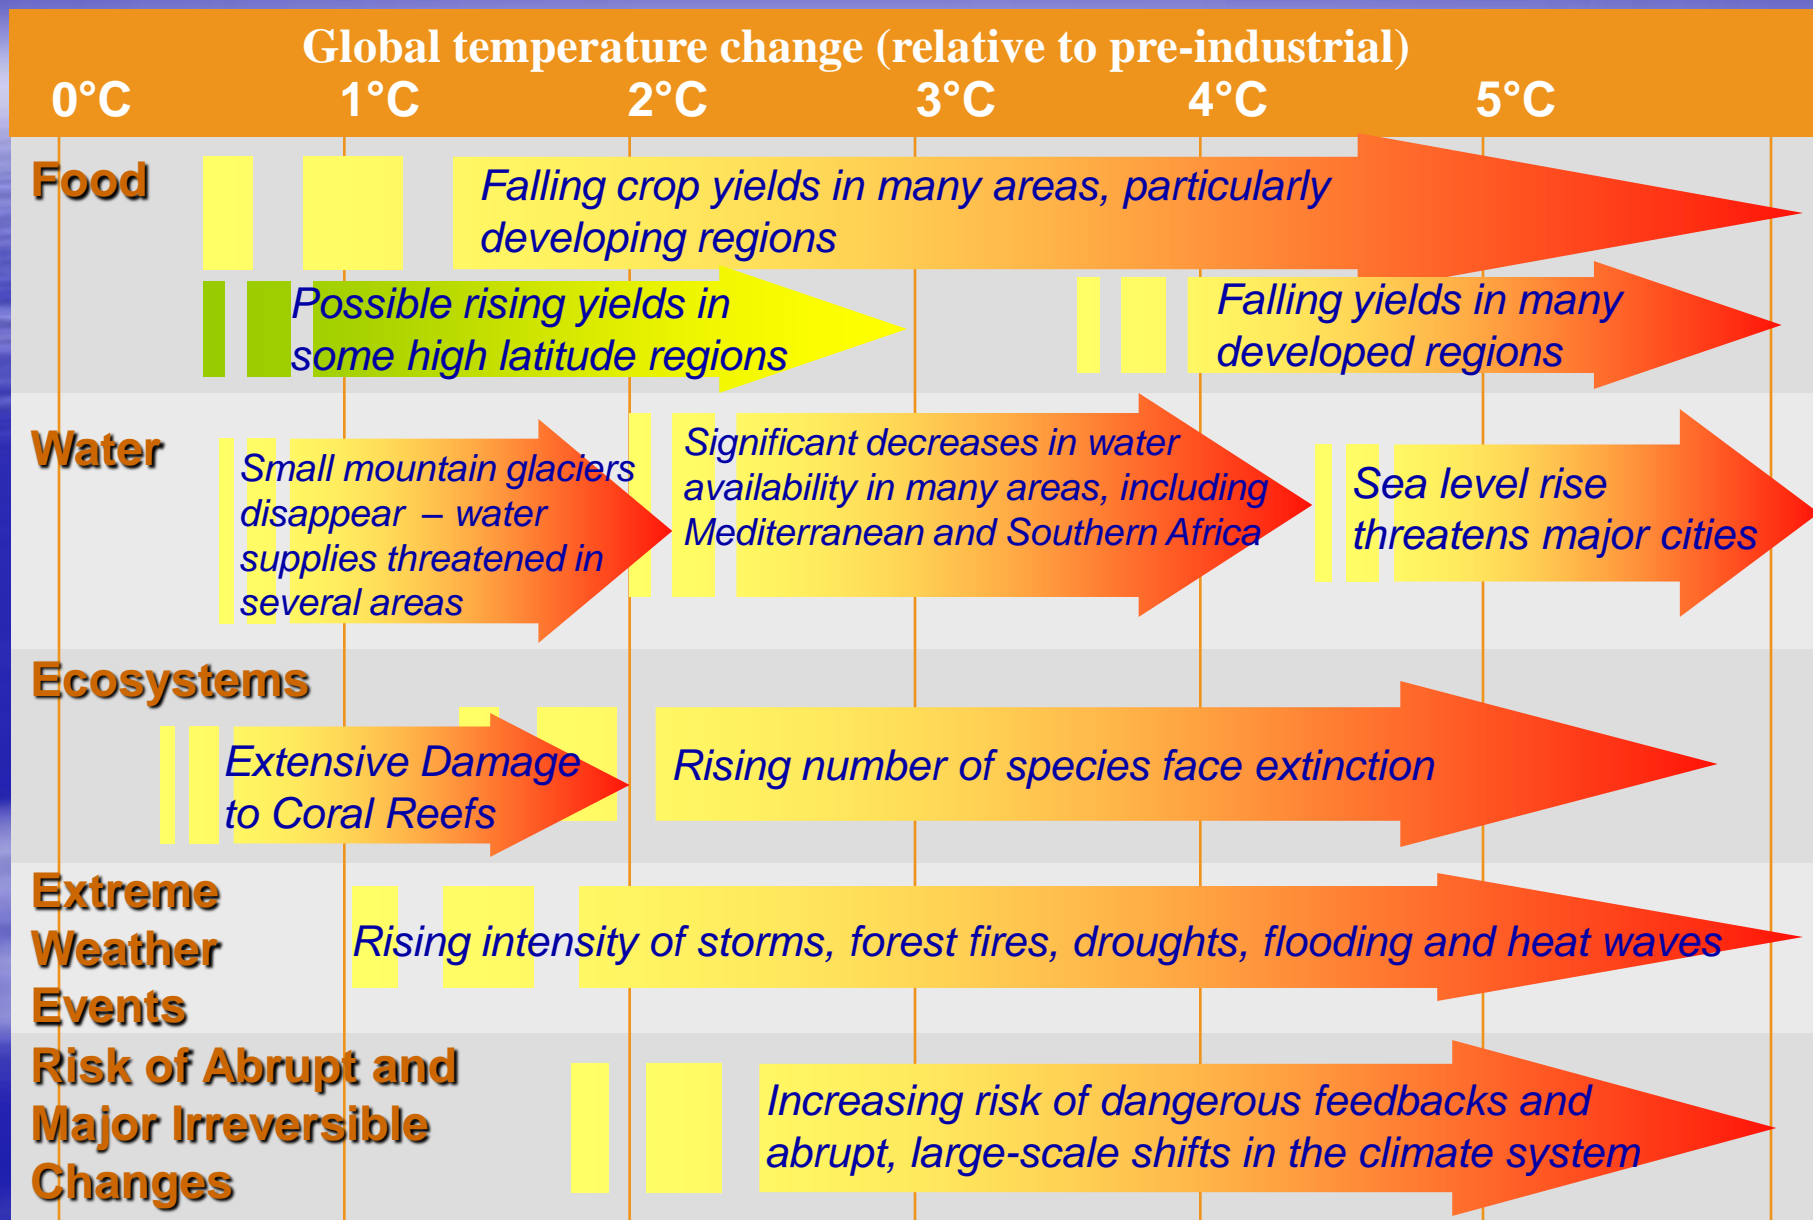 Global temperature change (relative to pre-industrial)
0°C 1°C 2°C 3°C 4°C 5°C
Food
Falling crop yields in many areas, particularly
developing regions
Possible rising yields in
some high latitude regions
Falling yields in many
developed regions
Water
Small mountain glaciers
disappear – water
supplies threatened in
several areas
Significant decreases in water
availability in many areas, including
Mediterranean and Southern Africa
Sea level rise
threatens major cities
Ecosystems
Extensive Damage
to Coral Reefs
Rising number of species face extinction
Extreme
Weather
Events
Rising intensity of storms, forest fires, droughts, flooding and heat waves
Risk of Abrupt and
Major Irreversible
Changes
Increasing risk of dangerous feedbacks and
abrupt, large-scale shifts in the climate system